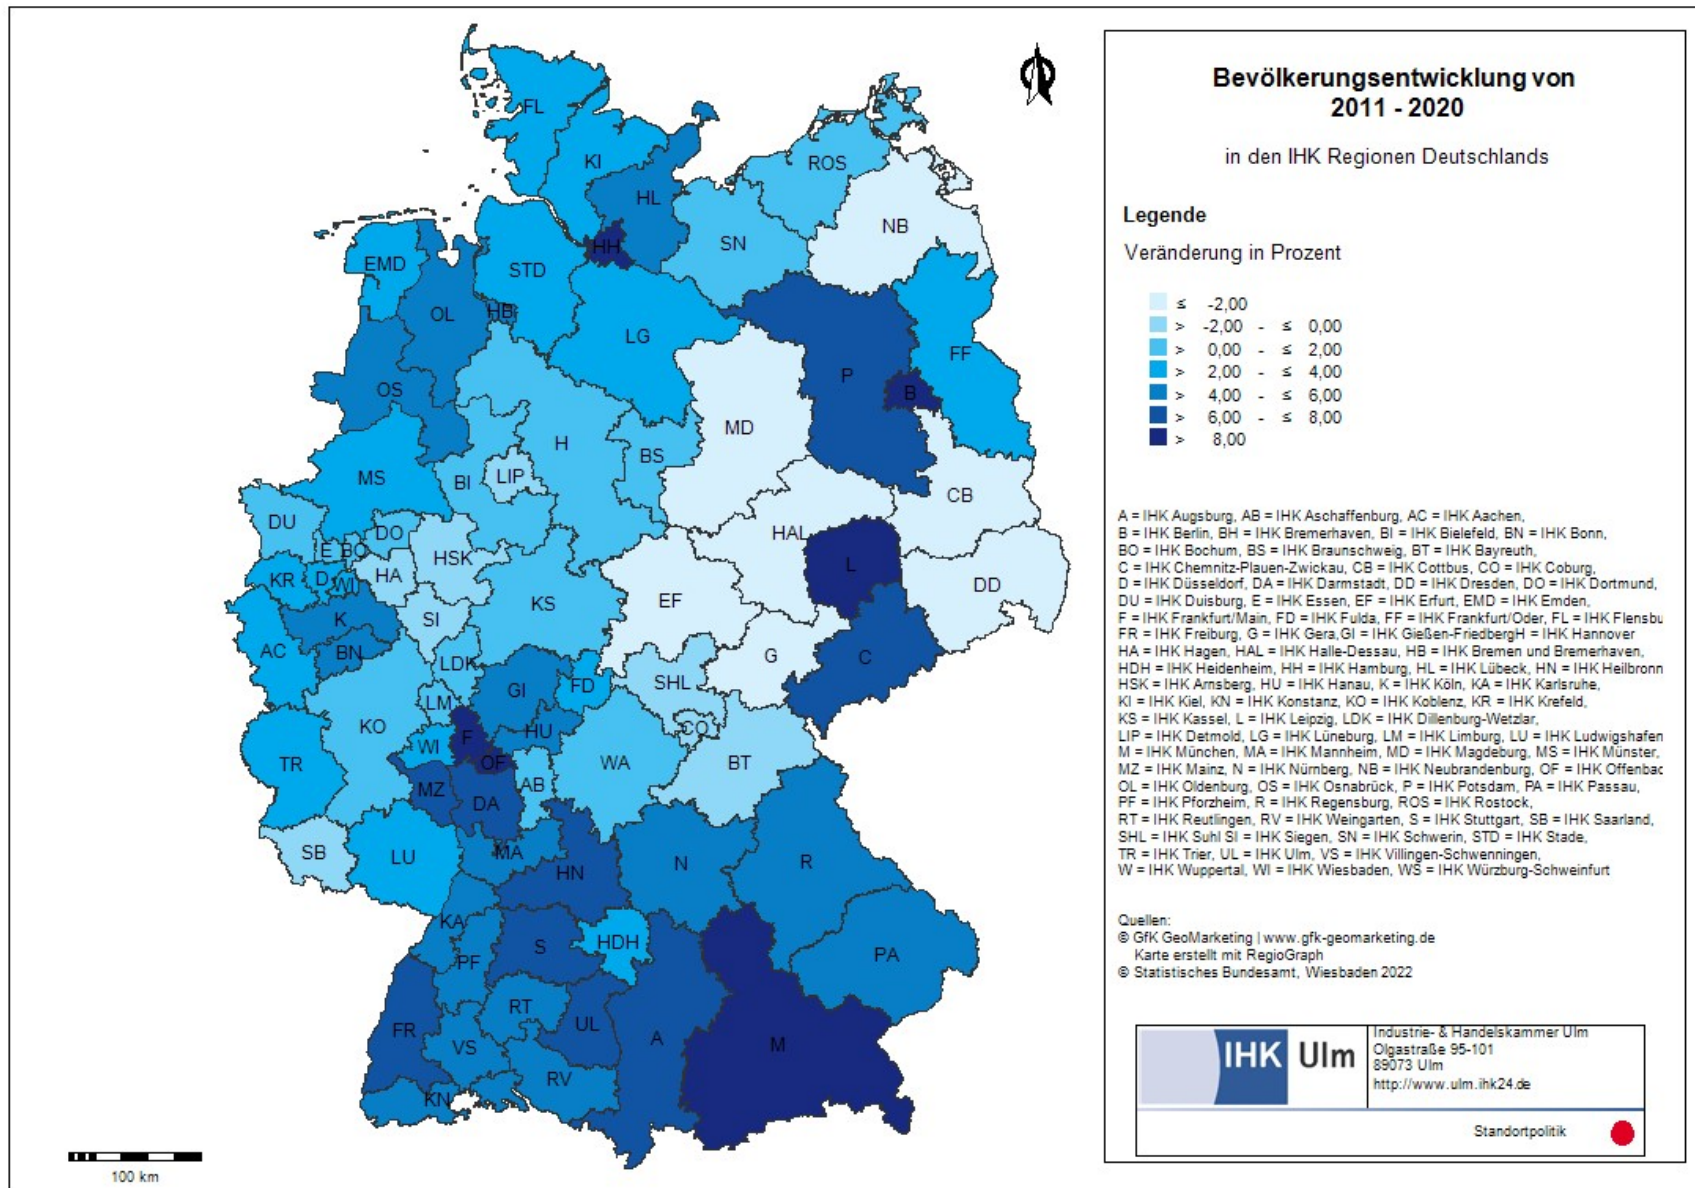 Bevölkerungsentwicklung von
2011 - 2020
in den IHK Regionen Deutschlands
Legende
Veränderung in Prozent
≤ -2,00
> -2,00 - ≤ 0,00
> 0,00 - ≤ 2,00
> 2,00 - ≤ 4,00
> 4,00 - ≤ 6,00
> 6,00 - ≤ 8,00
> 8,00
A = IHK Augsburg, AB = IHK Aschaffenburg, AC = IHK Aachen,
B = IHK Berlin, BH = IHK Bremerhaven, BI = IHK Bielefeld, BN = IHK Bonn,
BO = IHK Bochum, BS = IHK Braunschweig, BT = IHK Bayreuth,
C = IHK Chemnitz-Plauen-Zwickau, CB = IHK Cottbus, CO = IHK Coburg,
D = IHK Düsseldorf, DA = IHK Darmstadt, DD = IHK Dresden, DO = IHK Dortmund,
DU = IHK Duisburg, E = IHK Essen, EF = IHK Erfurt, EMD = IHK Emden,
F = IHK Frankfurt/Main, FD = IHK Fulda, FF = IHK Frankfurt/Oder, FL = IHK Flensbu
FR = IHK Freiburg, G = IHK Gera,GI = IHK Gießen-FriedbergH = IHK Hannover
HA = IHK Hagen, HAL = IHK Halle-Dessau, HB = IHK Bremen und Bremerhaven,
HDH = IHK Heidenheim, HH = IHK Hamburg, HL = IHK Lübeck, HN = IHK Heilbronn
HSK = IHK Arnsberg, HU = IHK Hanau, K = IHK Köln, KA = IHK Karlsruhe,
KI = IHK Kiel, KN = IHK Konstanz, KO = IHK Koblenz, KR = IHK Krefeld,
KS = IHK Kassel, L = IHK Leipzig, LDK = IHK Dillenburg-Wetzlar,
LIP = IHK Detmold, LG = IHK Lüneburg, LM = IHK Limburg, LU = IHK Ludwigshafen
M = IHK München, MA = IHK Mannheim, MD = IHK Magdeburg, MS = IHK Münster,
MZ = IHK Mainz, N = IHK Nürnberg, NB = IHK Neubrandenburg, OF = IHK Offenbac
OL = IHK Oldenburg, OS = IHK Osnabrück, P = IHK Potsdam, PA = IHK Passau,
PF = IHK Pforzheim, R = IHK Regensburg, ROS = IHK Rostock,
RT = IHK Reutlingen, RV = IHK Weingarten, S = IHK Stuttgart, SB = IHK Saarland,
SHL = IHK Suhl SI = IHK Siegen, SN = IHK Schwerin, STD = IHK Stade,
TR = IHK Trier, UL = IHK Ulm, VS = IHK Villingen-Schwenningen,
W = IHK Wuppertal, WI = IHK Wiesbaden, WS = IHK Würzburg-Schweinfurt
Quellen:
© GfK GeoMarketing | www.gfk-geomarketing.de
Karte erstellt mit RegioGraph
© Statistisches Bundesamt, Wiesbaden 2022
IHK Ulm
Industrie- & Handelskammer Ulm
Olgastraße 95-101
89073 Ulm
http://www.ulm.ihk24.de
Standortpolitik
FL
KI
ROS
HL
NB
HH
SN
EMD
STD
OL
HB
LG
FF
P
B
OS
MD
H
BS
MS
BI
LIP
CB
DU
DO
HAL
E
BO
HSK
L
KR
D
WI
HA
DD
EF
KS
K
SI
AC
BN
G
C
LDK
GI
FD
SHL
LM
KO
HU
CO
F
WI
OF
TR
WA
BT
AB
MZ
DA
SB
LU
MA
N
R
HN
KA
S
HDH
PF
PA
RT
FR
UL
VS
A
M
RV
KN
100 km